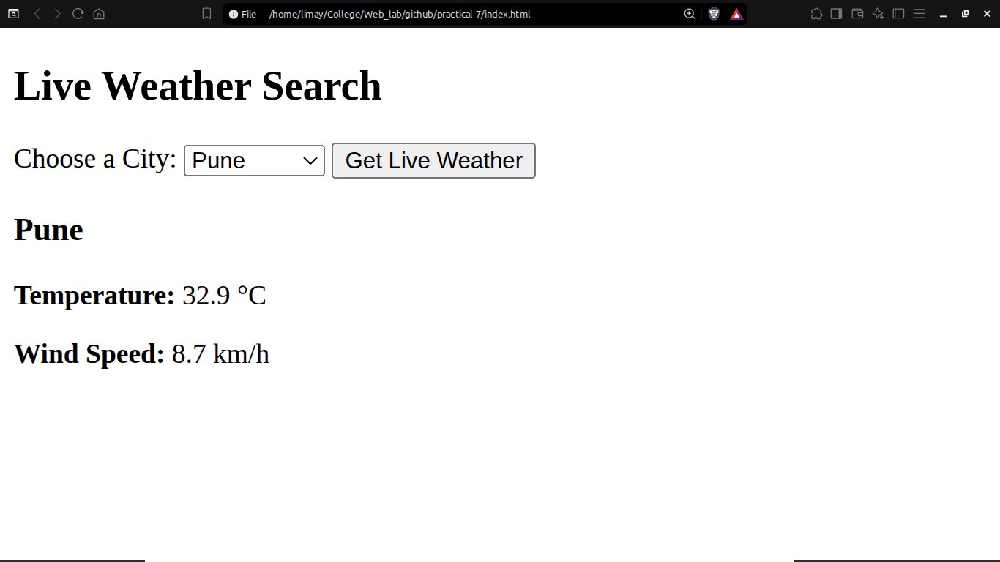 File /home/limay/College/Web_lab/github/practical-7/index.html
Live Weather Search
Choose a City: Pune Get Live Weather
Pune
Temperature: 32.9 °C
Wind Speed: 8.7 km/h